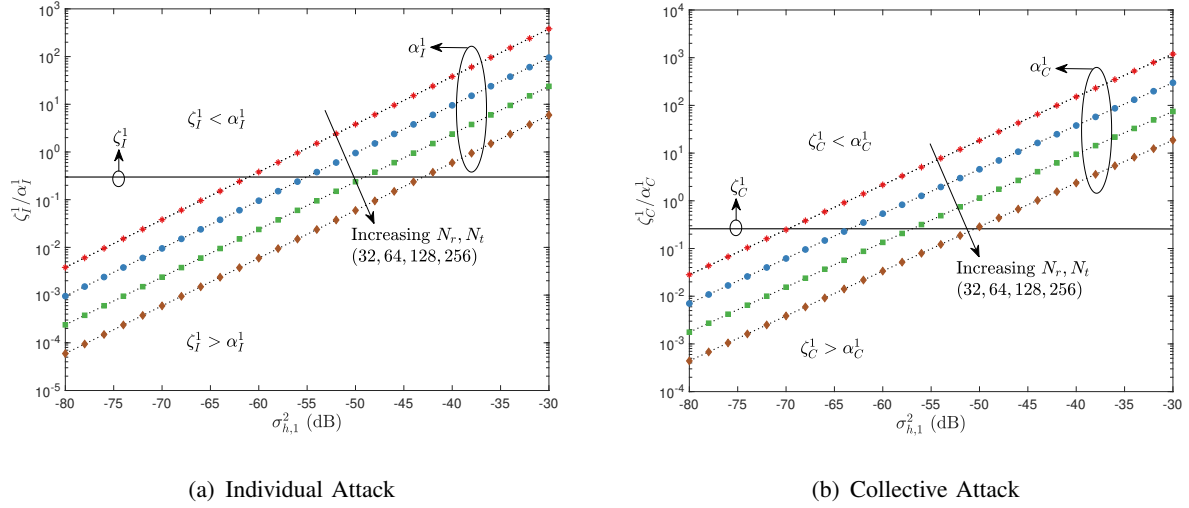 10^3
10^2
10^1
10^0
10^-1
10^-2
10^-3
10^-4
10^-5
ζ_I^1/α_I^1
α_I^1
ζ_I^1 < α_I^1
ζ_I^1
Increasing N_r, N_t
(32, 64, 128, 256)
ζ_I^1 > α_I^1
-80 -75 -70 -65 -60 -55 -50 -45 -40 -35 -30
σ_{h,1}^2 (dB)
(a) Individual Attack
10^4
10^3
10^2
10^1
10^0
10^-1
10^-2
10^-3
10^-4
ζ_C^1/α_C^1
α_C^1
ζ_C^1 < α_C^1
ζ_C^1
Increasing N_r, N_t
(32, 64, 128, 256)
ζ_C^1 > α_C^1
-80 -75 -70 -65 -60 -55 -50 -45 -40 -35 -30
σ_{h,1}^2 (dB)
(b) Collective Attack